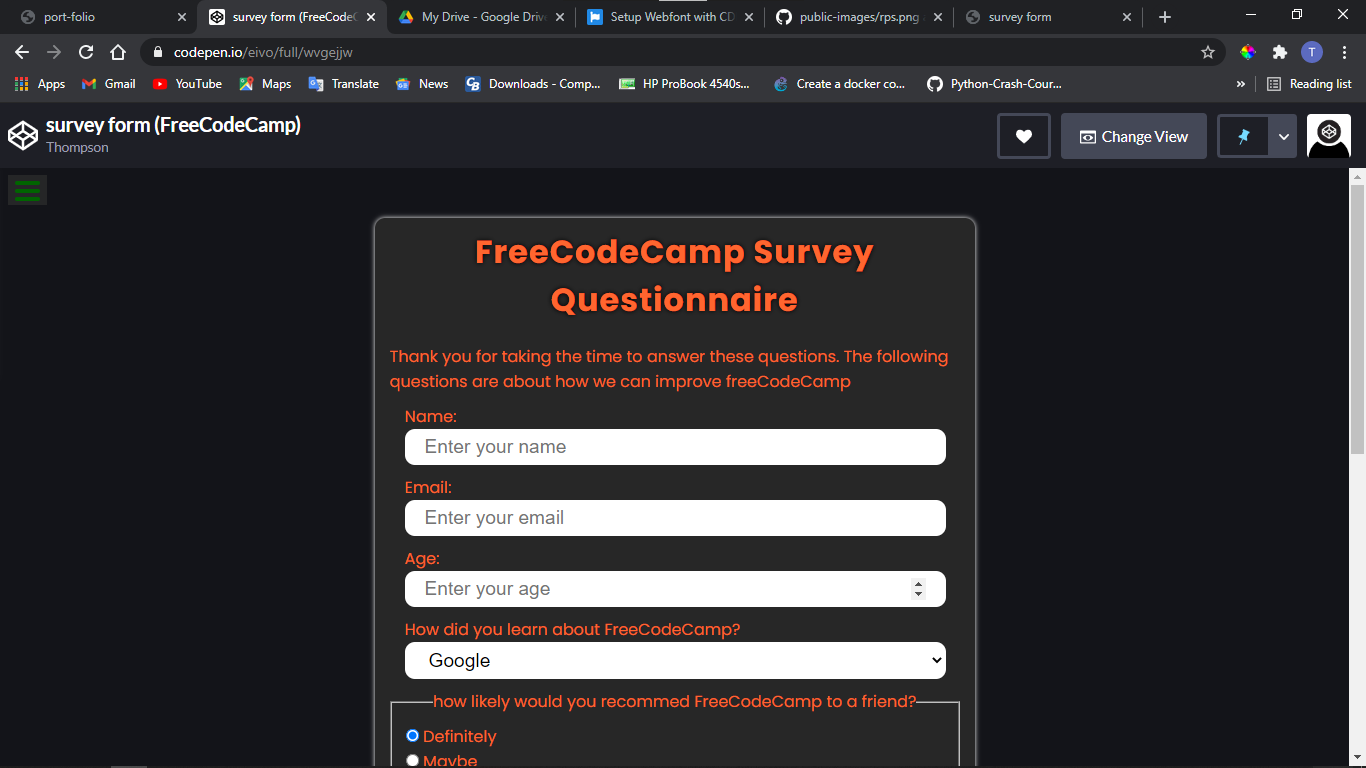 port-folio
survey form (FreeCodeC
My Drive - Google Drive
Setup Webfont with CD
public-images/rps.png
survey form
codepen.io/eivo/full/wvgejjw
T
Apps
Gmail
YouTube
Maps
Translate
News
Downloads - Comp...
HP ProBook 4540s...
Create a docker co...
Python-Crash-Cour...
»
Reading list
survey form (FreeCodeCamp)
Thompson
Change View
FreeCodeCamp Survey
Questionnaire
Thank you for taking the time to answer these questions. The following
questions are about how we can improve freeCodeCamp
Name:
Enter your name
Email:
Enter your email
Age:
Enter your age
How did you learn about FreeCodeCamp?
Google
how likely would you recommed FreeCodeCamp to a friend?
Definitely
Maybe